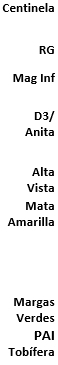 Centinela
RG
Mag Inf
D3/
Anita
Alta
Vista
Mata
Amarilla
Margas
Verdes
PAI
Tobífera